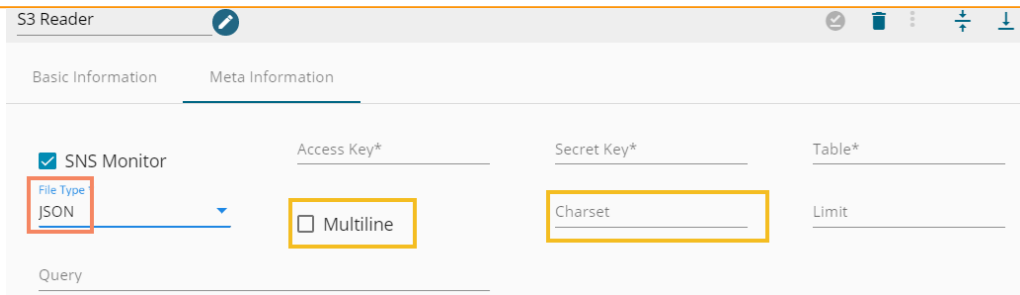 S3 Reader
Basic Information Meta Information
SNS Monitor Access Key* Secret Key* Table*
File Type *
JSON Multiline Charset Limit
Query